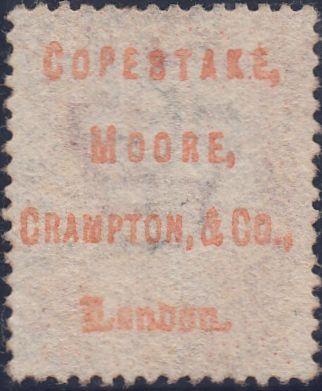 COPESTAKE,
MOORE,
CRAMPTON, & CO.,
London.